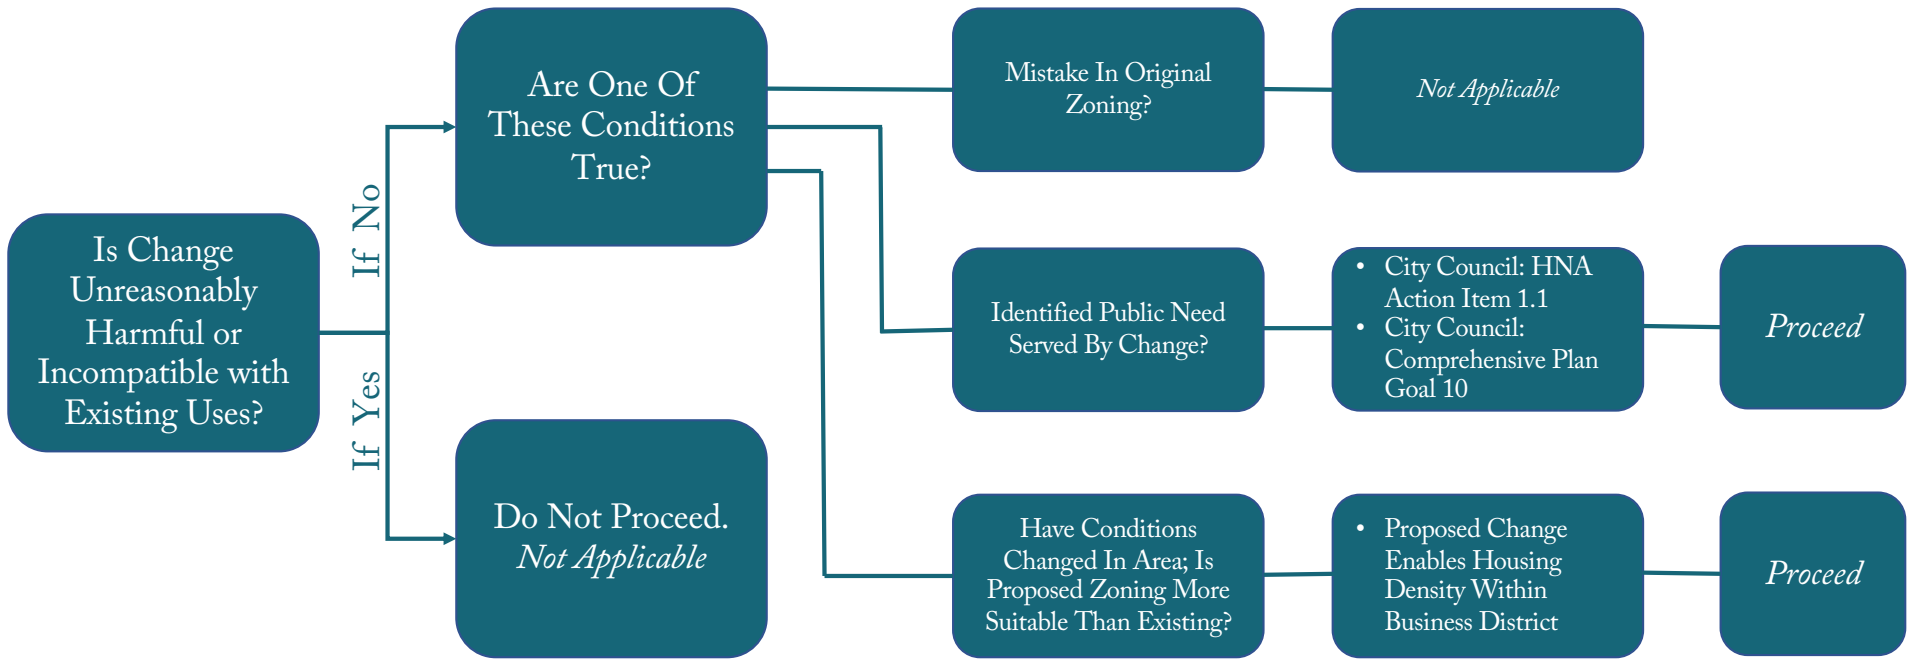 Is Change
Unreasonably
Harmful or
Incompatible with
Existing Uses?
If No
If Yes
Are One Of
These Conditions
True?
Do Not Proceed.
Not Applicable
Mistake In Original
Zoning?
Not Applicable
Identified Public Need
Served By Change?
• City Council: HNA
Action Item 1.1
• City Council:
Comprehensive Plan
Goal 10
Proceed
Have Conditions
Changed In Area; Is
Proposed Zoning More
Suitable Than Existing?
• Proposed Change
Enables Housing
Density Within
Business District
Proceed